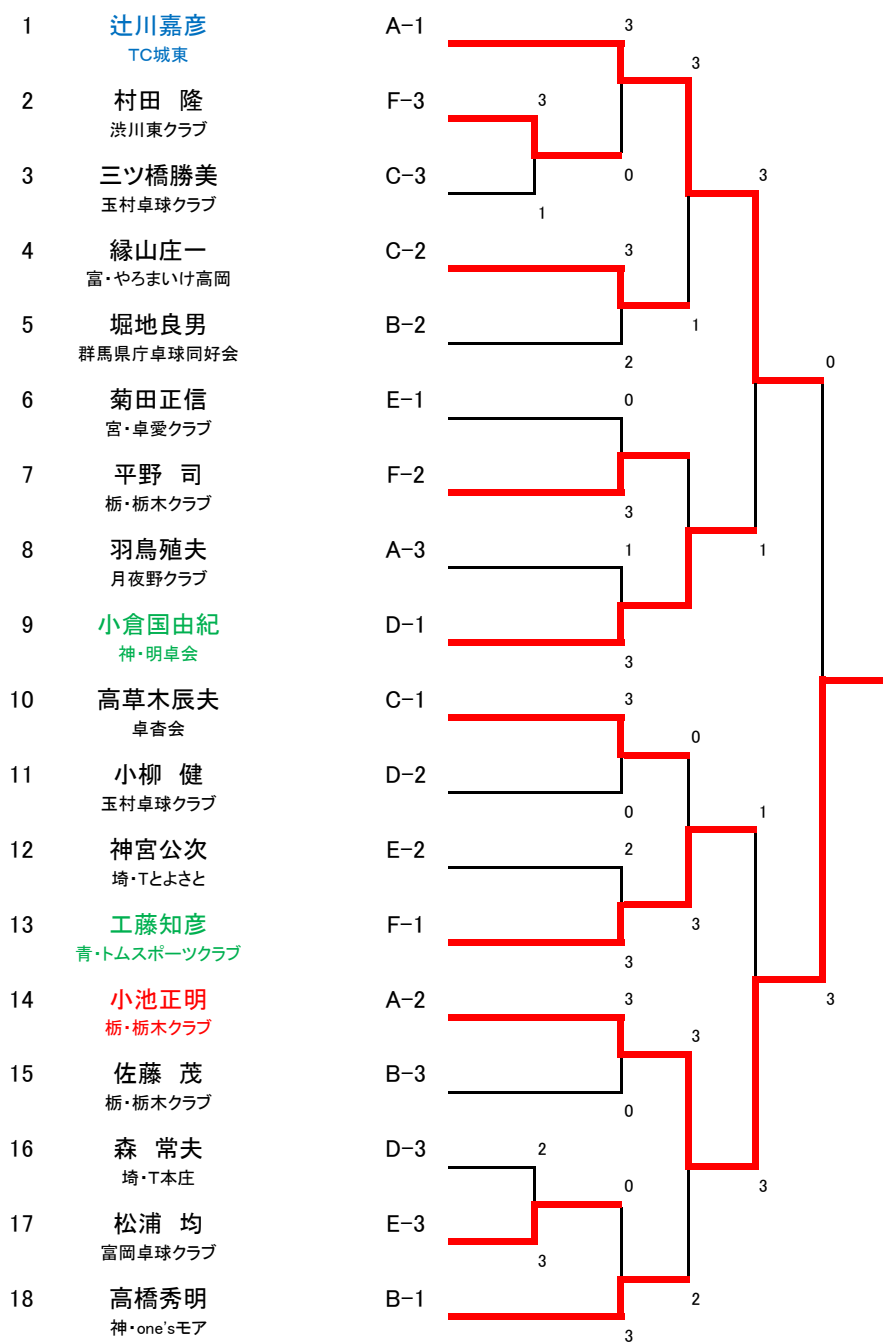 1 辻川嘉彦 A-1 3
TC城東
3
2 村田 隆 F-3 3
渋川東クラブ
3 三ツ橋勝美 C-3 0 3
玉村卓球クラブ
1
4 縁山庄一 C-2 3
富・やろまいけ高岡
5 堀地良男 B-2 1
群馬県庁卓球同好会
2 0
6 菊田正信 E-1 0
宮・卓愛クラブ
7 平野 司 F-2
栃・栃木クラブ
3
8 羽鳥殖夫 A-3 1 1
月夜野クラブ
9 小倉国由紀 D-1
神・明卓会
3
10 高草木辰夫 C-1 3
卓杳会
0
11 小柳 健 D-2
玉村卓球クラブ
0 1
12 神宮公次 E-2 2
埼・Tとよさと
13 工藤知彦 F-1 3
青・トムスポーツクラブ
3
14 小池正明 A-2 3 3
栃・栃木クラブ
3
15 佐藤 茂 B-3
栃・栃木クラブ
0
16 森 常夫 D-3 2
埼・T本庄
0 3
17 松浦 均 E-3
富岡卓球クラブ
3
18 高橋秀明 B-1 2
神・one'sモア
3